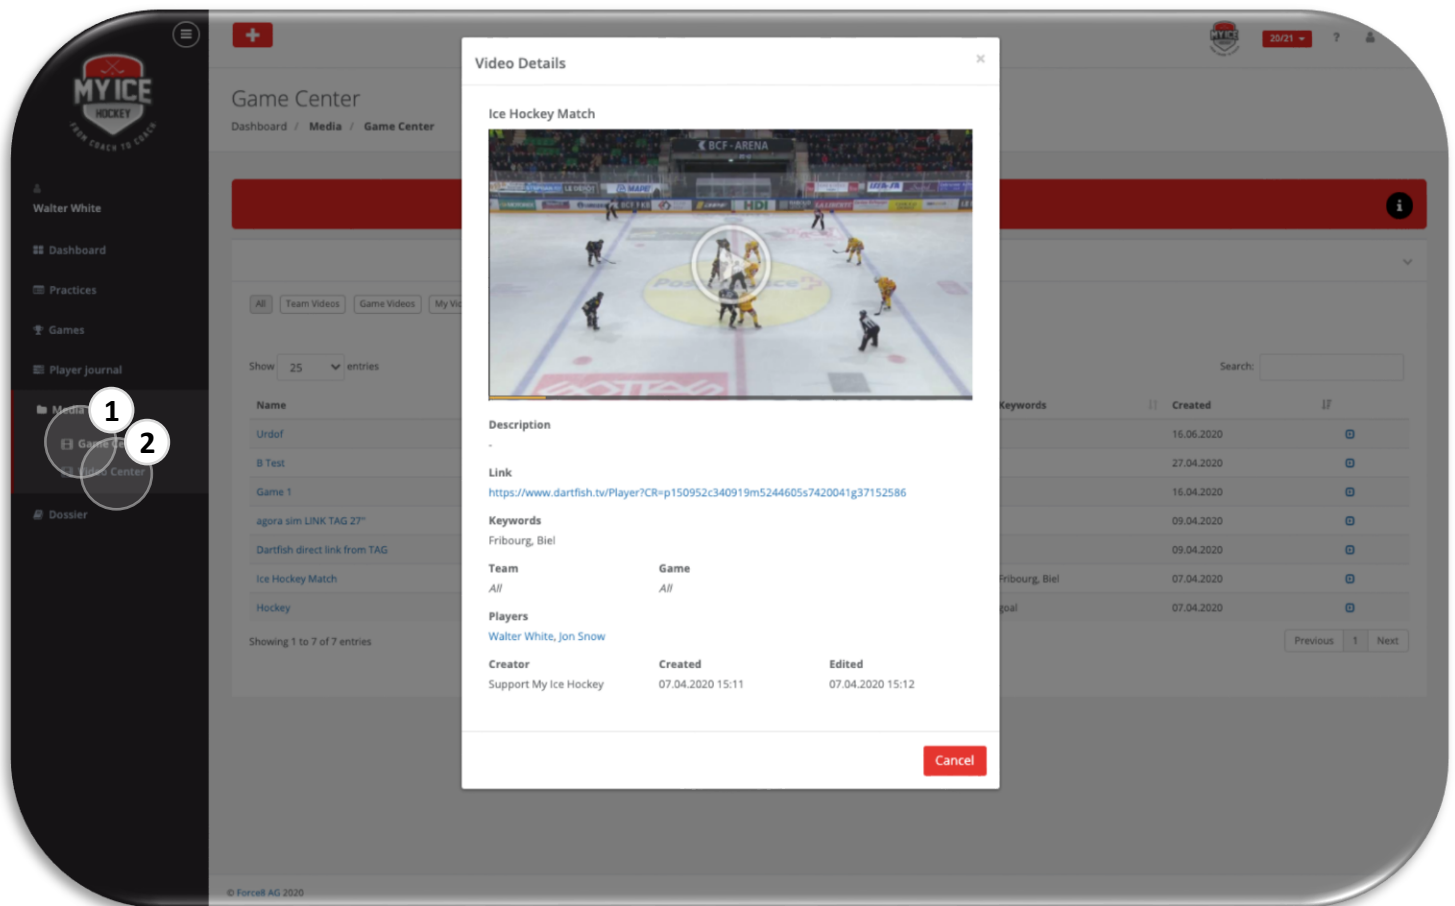 MY ICE
HOCKEY
FROM COACH TO COACH
Walter White
Dashboard
Practices
Games
Player journal
Media
1
2
Video Center
Dossier
20/21
?
Game Center
Dashboard / Media / Game Center
i
All
Team Videos
Game Videos
Show 25 entries
Search:
Name
Keywords
Created
Urdof
16.06.2020
B Test
27.04.2020
Game 1
16.04.2020
agora sim LINK TAG 27"
09.04.2020
Dartfish direct link from TAG
09.04.2020
Ice Hockey Match
Fribourg, Biel
07.04.2020
Hockey
goal
07.04.2020
Showing 1 to 7 of 7 entries
Previous 1 Next
© Force8 AG 2020
Video Details
×
Ice Hockey Match
BCF - ARENA
MAPEI
HDI
Description
-
Link
https://www.dartfish.tv/Player?CR=p150952c340919m5244605s7420041g37152586
Keywords
Fribourg, Biel
Team Game
All All
Players
Walter White, Jon Snow
Creator Created Edited
Support My Ice Hockey 07.04.2020 15:11 07.04.2020 15:12
Cancel